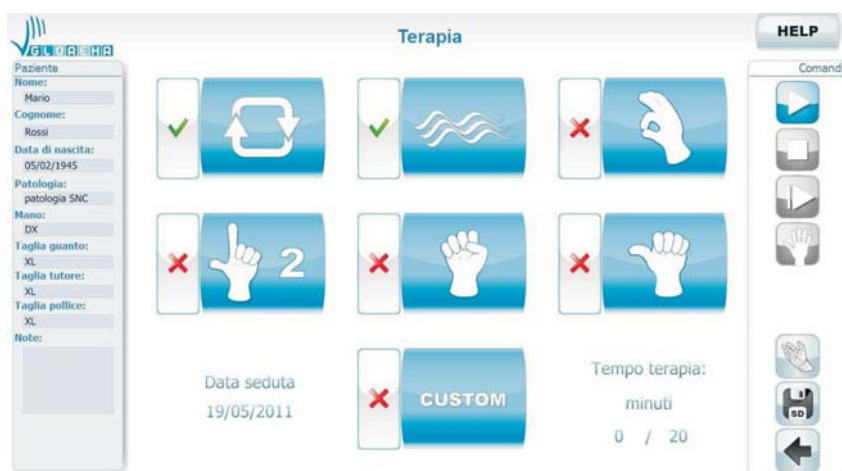 GLOREHA
Terapia
HELP
Paziente
Nome:
Mario
Cognome:
Rossi
Data di nascita:
05/02/1945
Patologia:
patologia SNC
Mano:
DX
Taglia guanto:
XL
Taglia tutore:
XL
Taglia pollice:
XL
Note:
2
CUSTOM
Data seduta
19/05/2011
Tempo terapia:
minuti
0 / 20
Comand
SD